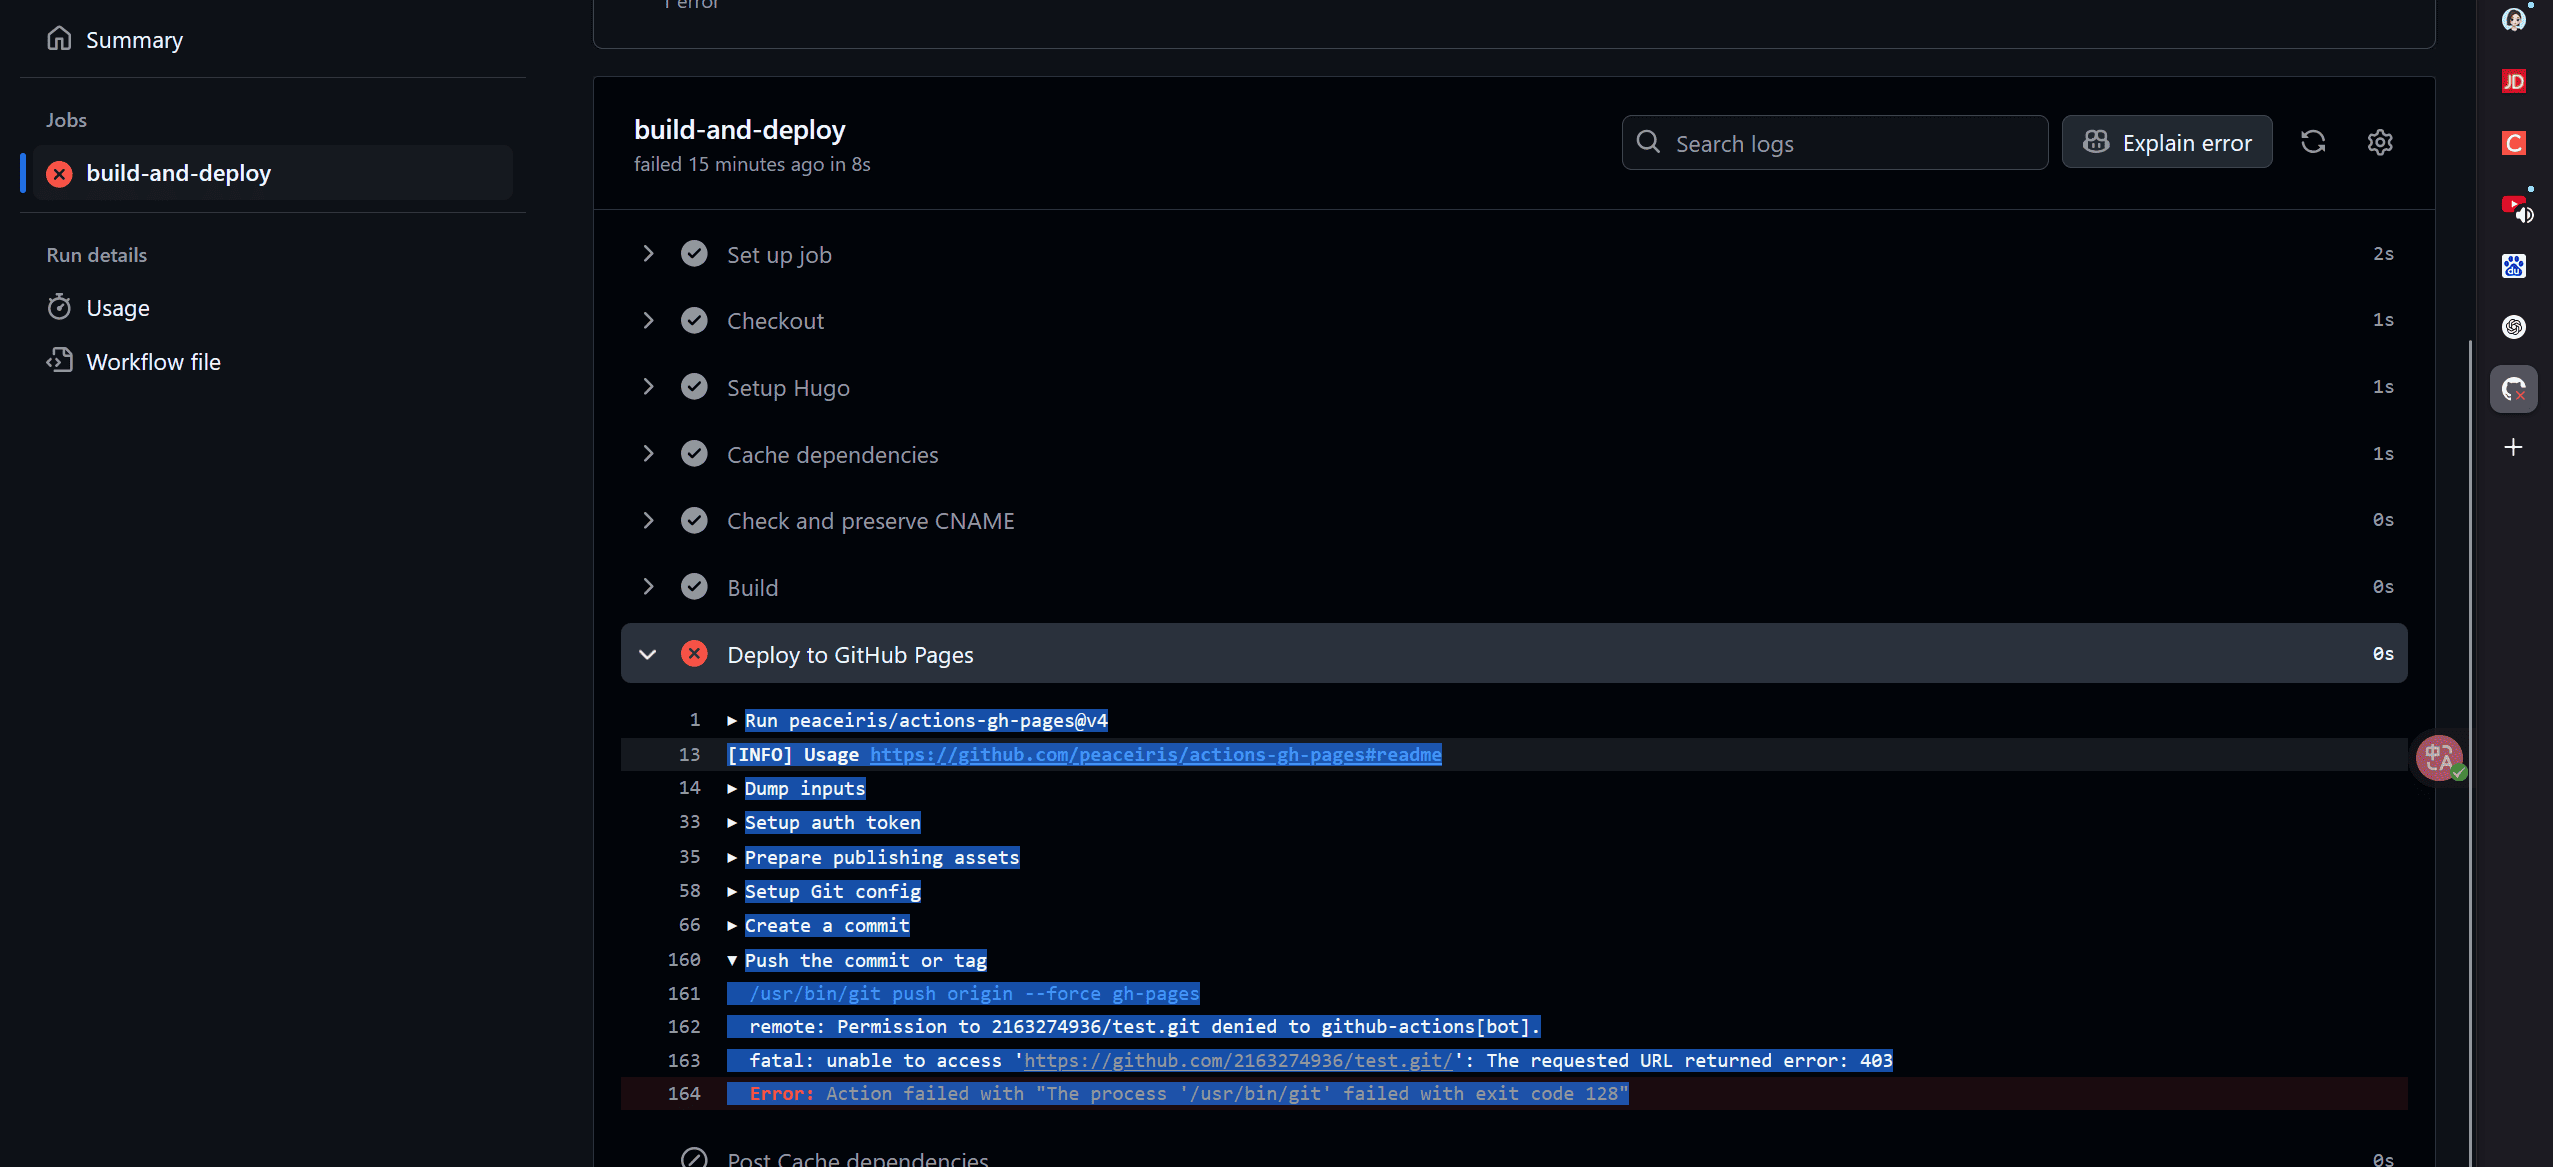 1 error
Summary
Jobs
build-and-deploy
Run details
Usage
Workflow file
build-and-deploy
failed 15 minutes ago in 8s
Search logs
Explain error
Set up job 2s
Checkout 1s
Setup Hugo 1s
Cache dependencies 1s
Check and preserve CNAME 0s
Build 0s
Deploy to GitHub Pages 0s
1 Run peaceiris/actions-gh-pages@v4
13 [INFO] Usage https://github.com/peaceiris/actions-gh-pages#readme
14 Dump inputs
33 Setup auth token
35 Prepare publishing assets
58 Setup Git config
66 Create a commit
160 Push the commit or tag
161 /usr/bin/git push origin --force gh-pages
162 remote: Permission to 2163274936/test.git denied to github-actions[bot].
163 fatal: unable to access 'https://github.com/2163274936/test.git/': The requested URL returned error: 403
164 Error: Action failed with "The process '/usr/bin/git' failed with exit code 128"
Post Cache dependencies 0s
JD
C
du
中A